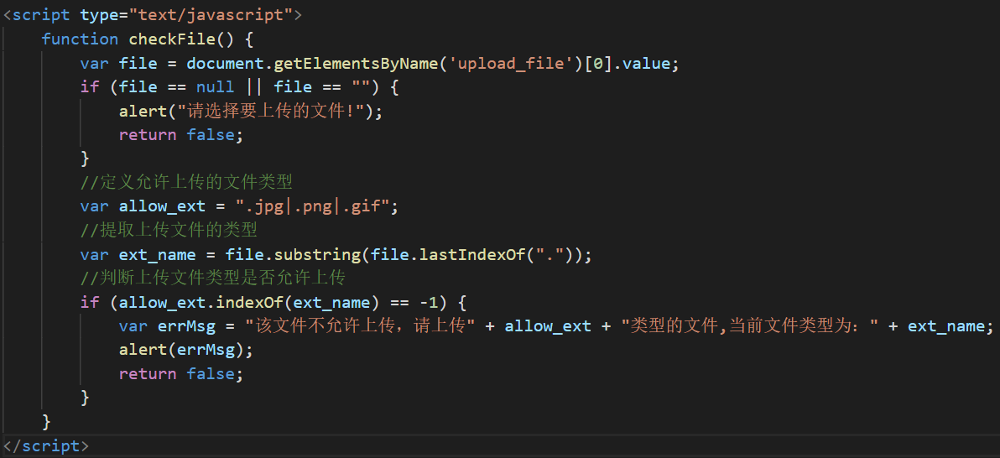 <script type="text/javascript">
    function checkFile() {
        var file = document.getElementsByName('upload_file')[0].value;
        if (file == null || file == "") {
            alert("请选择要上传的文件!");
            return false;
        }
        //定义允许上传的文件类型
        var allow_ext = ".jpg|.png|.gif";
        //提取上传文件的类型
        var ext_name = file.substring(file.lastIndexOf("."));
        //判断上传文件类型是否允许上传
        if (allow_ext.indexOf(ext_name) == -1) {
            var errMsg = "该文件不允许上传，请上传" + allow_ext + "类型的文件,当前文件类型为：" + ext_name;
            alert(errMsg);
            return false;
        }
    }
</script>